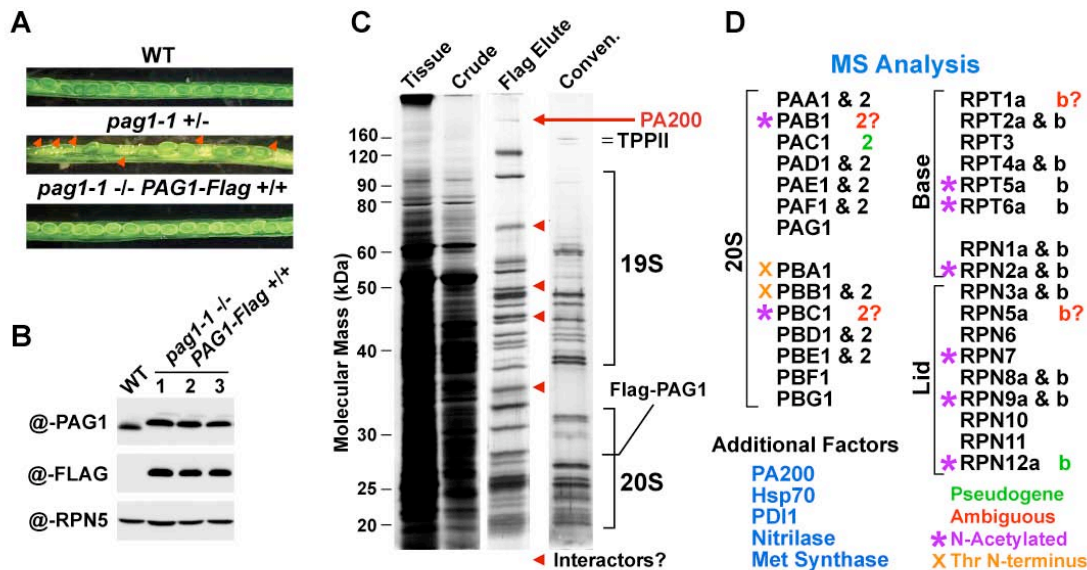 A
WT
pag1-1 +/-
pag1-1 -/- PAG1-Flag +/+
B
WT
pag1-1 -/-
PAG1-Flag +/+
1 2 3
@-PAG1
@-FLAG
@-RPN5
C
Tissue
Crude
Flag Elute
Conven.
Molecular Mass (kDa)
160
120
90
80
60
50
40
30
25
20
PA200
= TPPII
19S
Flag-PAG1
20S
Interactors?
D
MS Analysis
20S
PAA1 & 2
* PAB1 2?
PAC1 2
PAD1 & 2
PAE1 & 2
PAF1 & 2
PAG1
X PBA1
X PBB1 & 2
* PBC1 2?
PBD1 & 2
PBE1 & 2
PBF1
PBG1
Base
RPT1a b?
RPT2a & b
RPT3
RPT4a & b
* RPT5a b
* RPT6a b
RPN1a & b
* RPN2a & b
Lid
RPN3a & b
RPN5a b?
RPN6
* RPN7
RPN8a & b
* RPN9a & b
RPN10
RPN11
* RPN12a b
Additional Factors
PA200
Hsp70
PDI1
Nitrilase
Met Synthase
Pseudogene
Ambiguous
* N-Acetylated
X Thr N-terminus